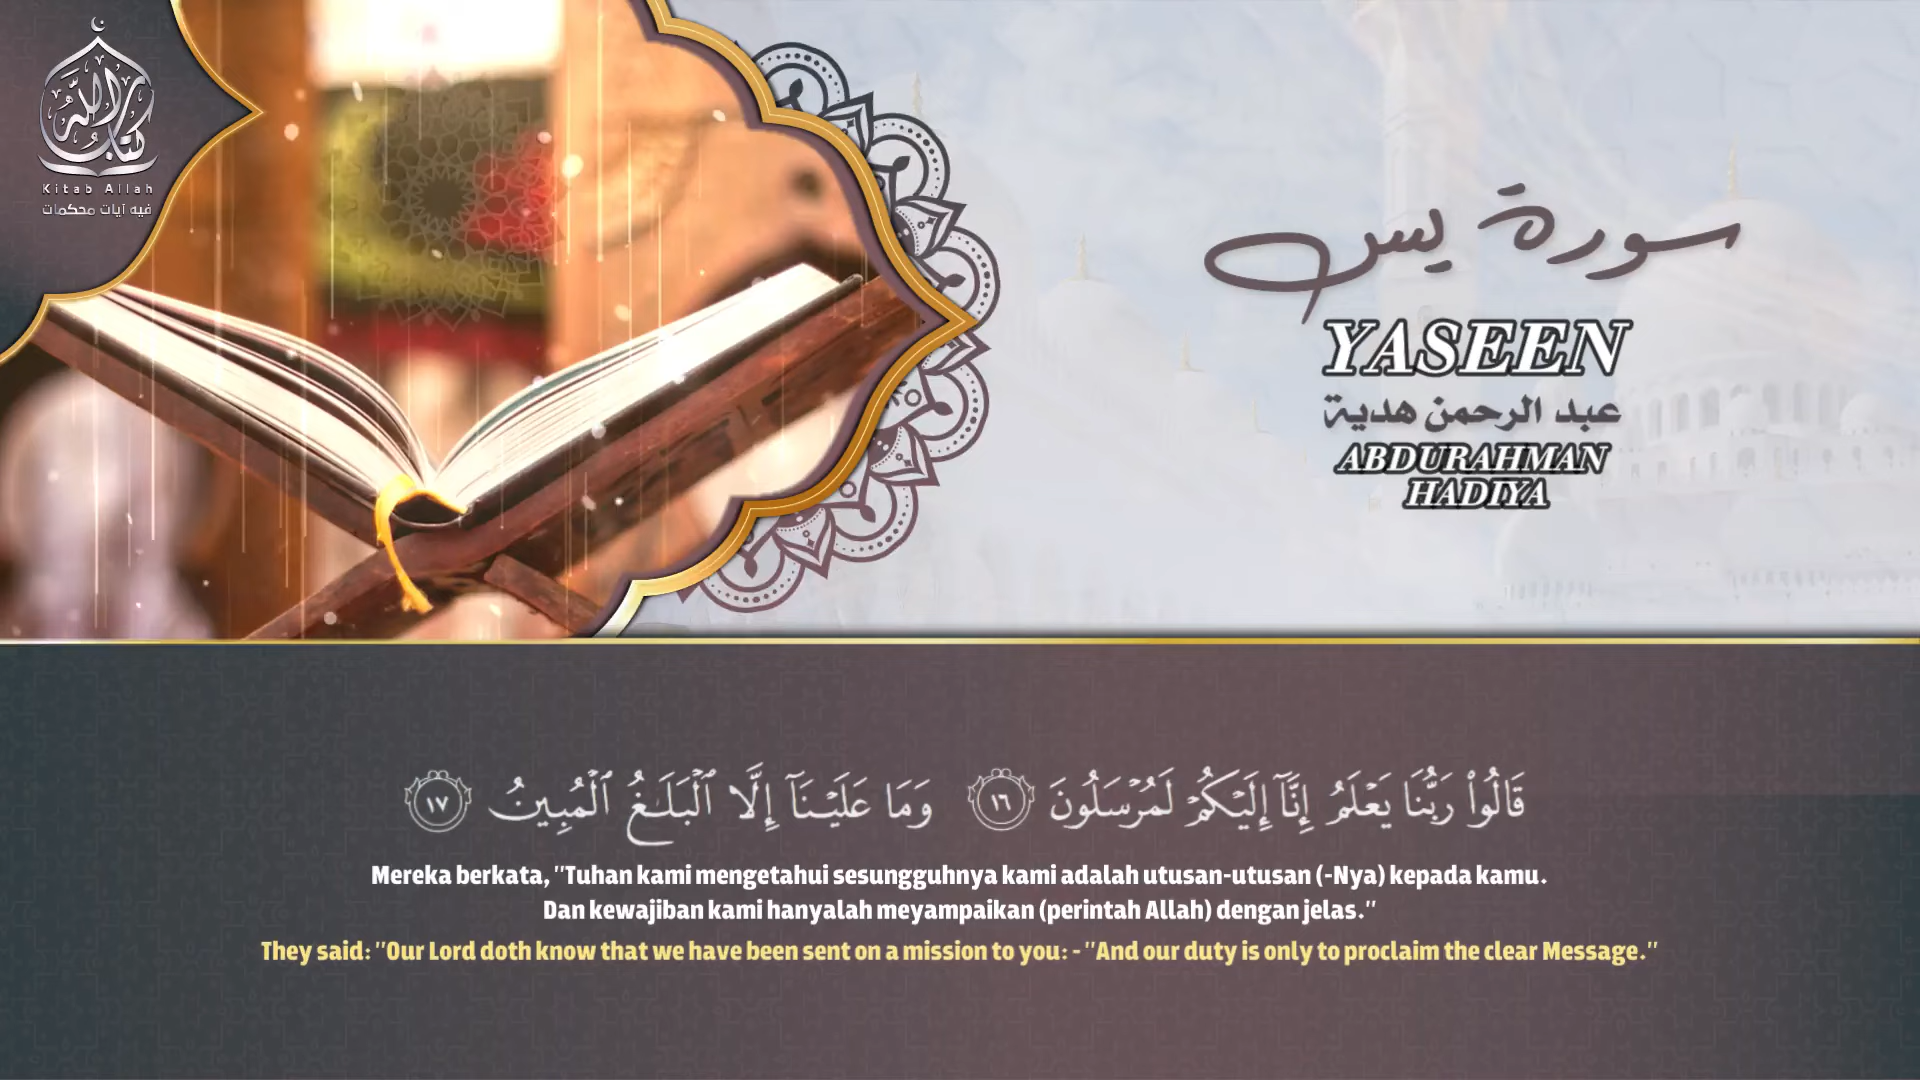 كتاب الله
Kitab Allah
فيه آيات محكمات
سورة يس
YASEEN
عبد الرحمن هدية
ABDURAHMAN
HADIYA
قَالُوا۟ رَبُّنَا يَعْلَمُ إِنَّآ إِلَيْكُمْ لَمُرْسَلُونَ ١٦ وَمَا عَلَيْنَآ إِلَّا ٱلْبَلَـٰغُ ٱلْمُبِينُ ١٧
Mereka berkata, "Tuhan kami mengetahui sesungguhnya kami adalah utusan-utusan (-Nya) kepada kamu.
Dan kewajiban kami hanyalah meyampaikan (perintah Allah) dengan jelas."
They said: "Our Lord doth know that we have been sent on a mission to you: - "And our duty is only to proclaim the clear Message."